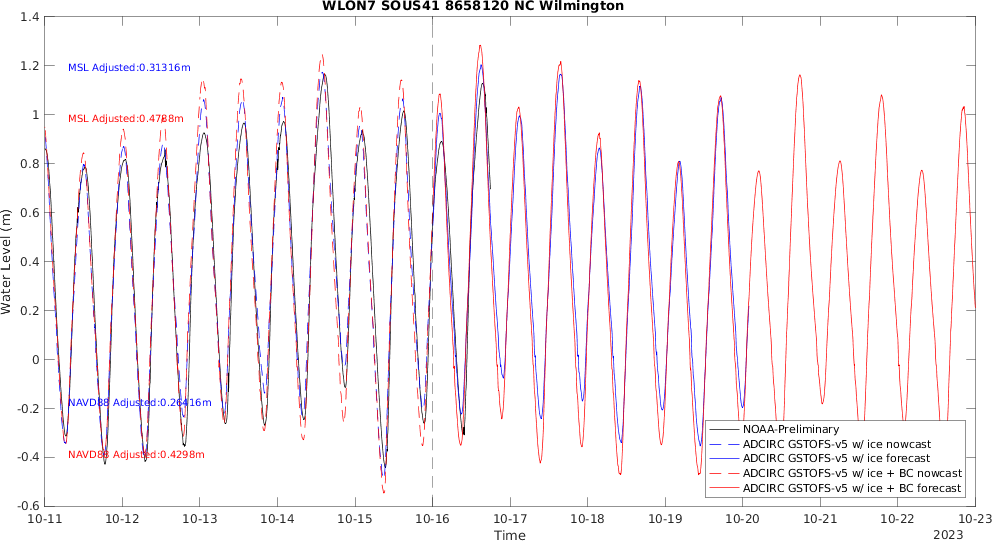 WLON7 SOUS41 8658120 NC Wilmington
1.4
1.2
1
0.8
0.6
0.4
0.2
0
-0.2
-0.4
-0.6
Water Level (m)
MSL Adjusted:0.31316m
MSL Adjusted:0.4788m
NAVD88 Adjusted:0.26416m
NAVD88 Adjusted:0.4298m
NOAA-Preliminary
ADCIRC GSTOFS-v5 w/ ice nowcast
ADCIRC GSTOFS-v5 w/ ice forecast
ADCIRC GSTOFS-v5 w/ ice + BC nowcast
ADCIRC GSTOFS-v5 w/ ice + BC forecast
10-11 10-12 10-13 10-14 10-15 10-16 10-17 10-18 10-19 10-20 10-21 10-22 10-23
Time
2023